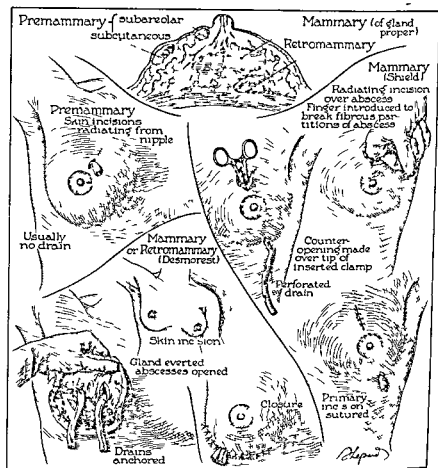 Premammary { subareolar
subcutaneous
Mammary (of gland
proper)
Retromammary
Mammary
(Shield)
Radiating incision
over abscess
Finger introduced to
break fibrous par-
titions of abscess
Premammary
Skin incisions
radiating from
nipple
Usually
no drain
Mammary
or Retromammary
(Desmorest)
Counter-
opening made
over tip of
inserted clamp
Perforated
drain
Skin incision
Gland everted
abscesses opened
Drains
anchored
Closure
Primary
incision
sutured
Shapiro